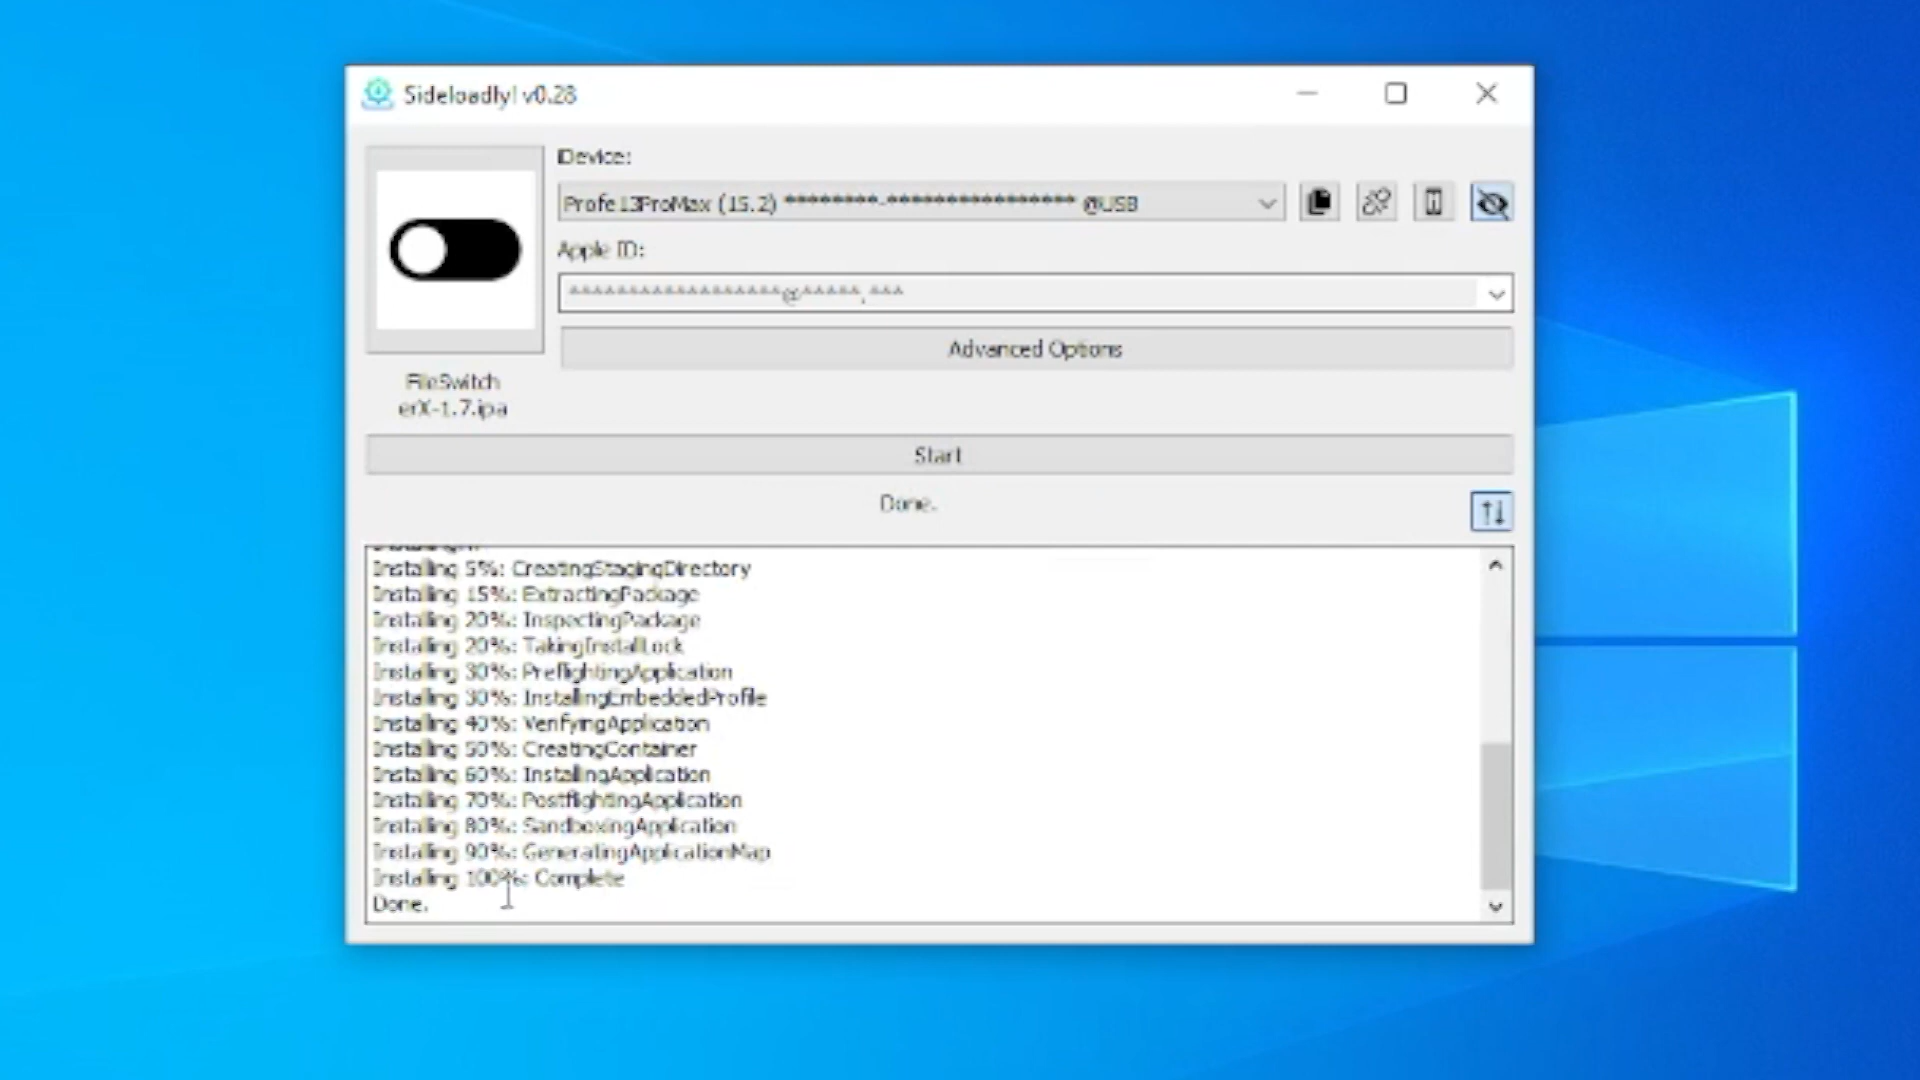 Sideloadly! v0.28
Device:
Profe13ProMax (15.2) ********-**************** @USB
Apple ID:
******************@*****.***
Advanced Options
FileSwitch
erX-1.7.ipa
Start
Done.
Installing 5%: CreatingStagingDirectory
Installing 15%: ExtractingPackage
Installing 20%: InspectingPackage
Installing 20%: TakingInstallLock
Installing 30%: PreflightingApplication
Installing 30%: InstallingEmbeddedProfile
Installing 40%: VerifyingApplication
Installing 50%: CreatingContainer
Installing 60%: InstallingApplication
Installing 70%: PostflightingApplication
Installing 80%: SandboxingApplication
Installing 90%: GeneratingApplicationMap
Installing 100%: Complete
Done.